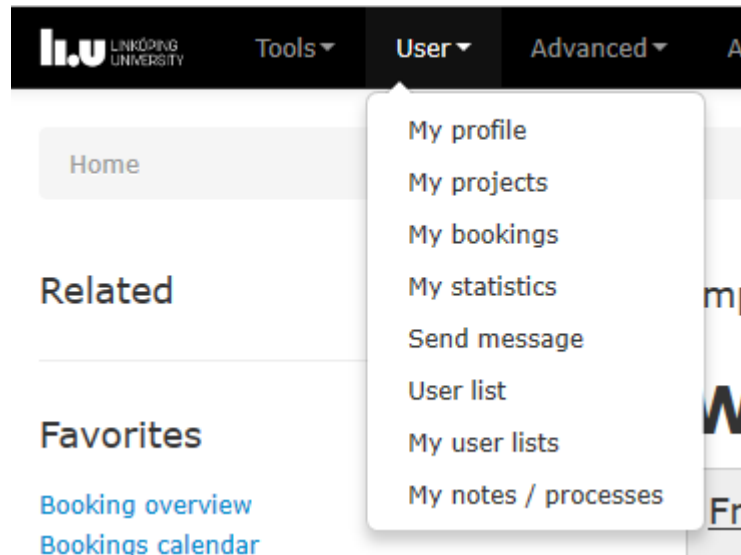 LINKÖPING
UNIVERSITY
Tools
User
Advanced
Home
My profile
My projects
My bookings
My statistics
Send message
User list
My user lists
My notes / processes
Related
Favorites
Booking overview
Bookings calendar